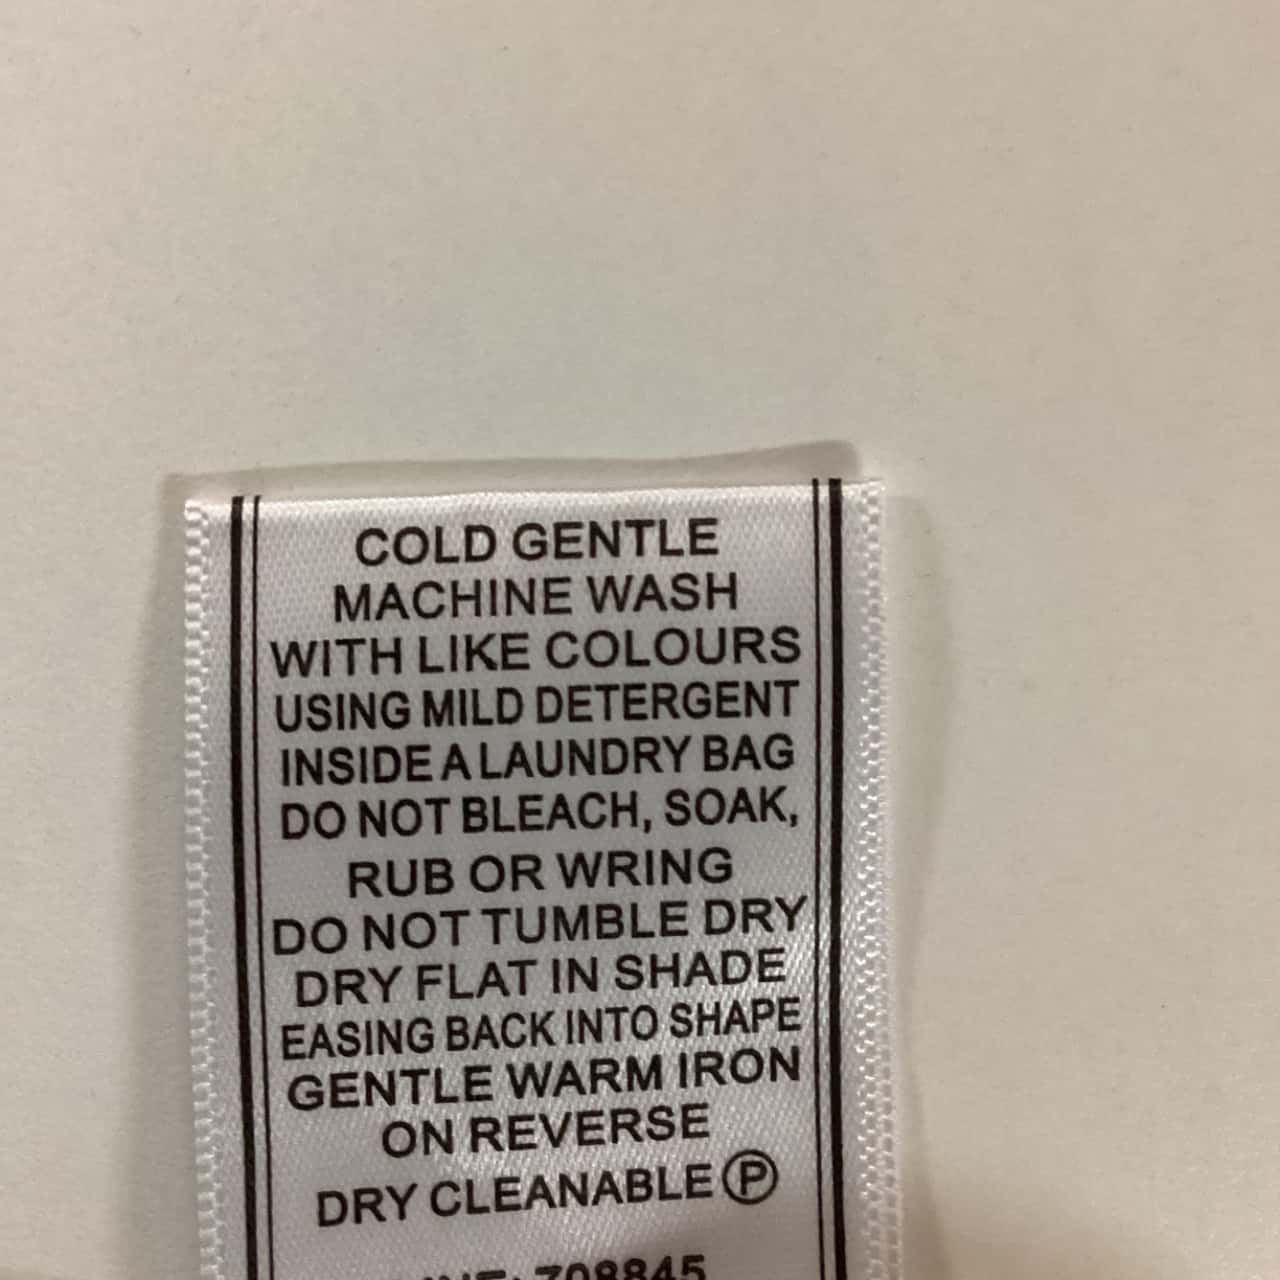 COLD GENTLE
MACHINE WASH
WITH LIKE COLOURS
USING MILD DETERGENT
INSIDE A LAUNDRY BAG
DO NOT BLEACH, SOAK,
RUB OR WRING
DO NOT TUMBLE DRY
DRY FLAT IN SHADE
EASING BACK INTO SHAPE
GENTLE WARM IRON
ON REVERSE
DRY CLEANABLE Ⓟ
708845